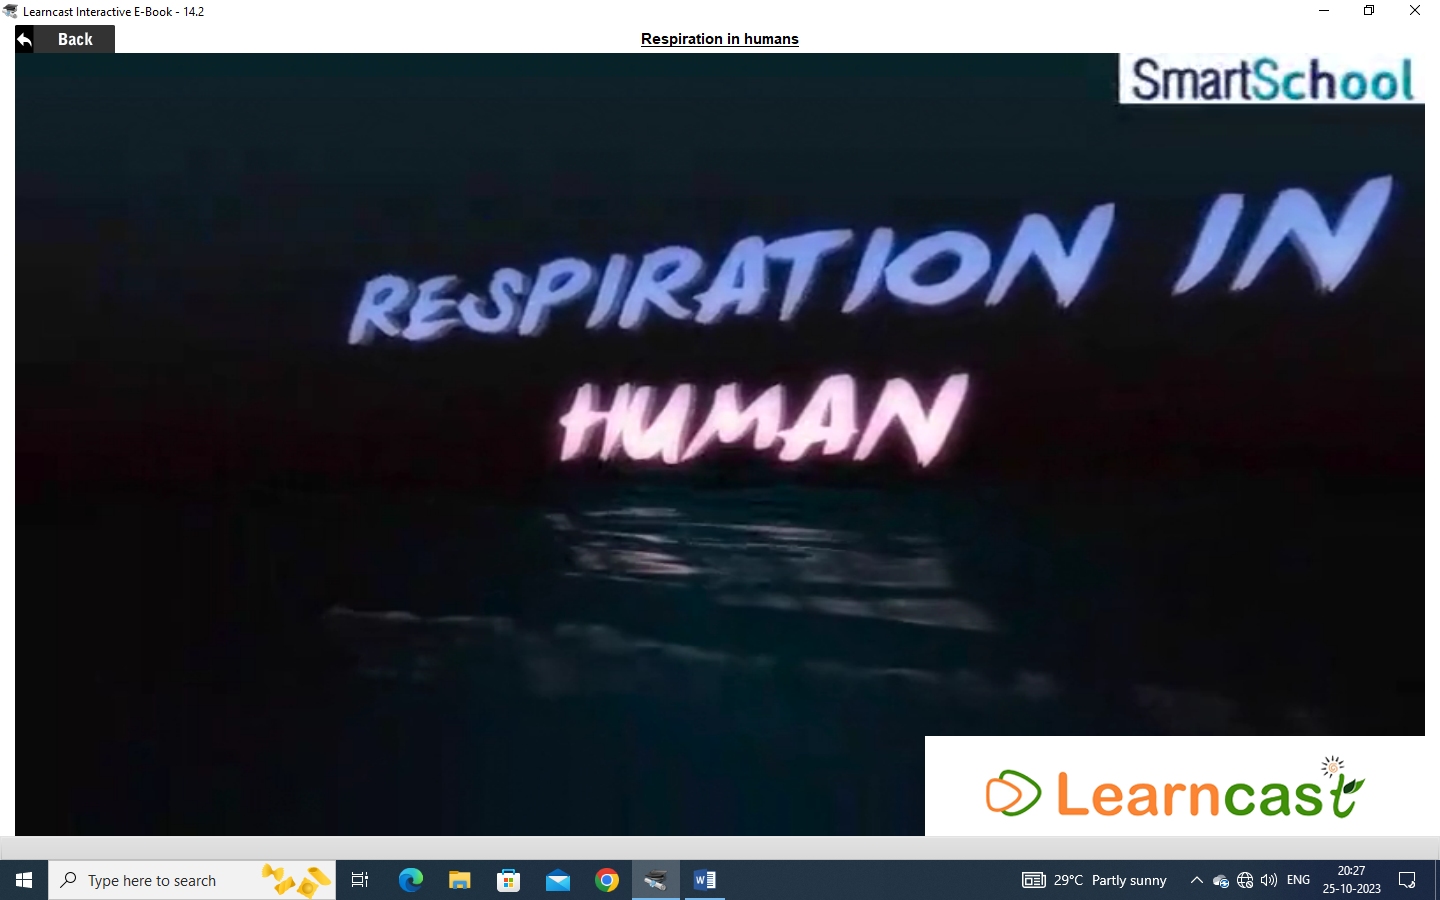 Learncast Interactive E-Book - 14.2
Back
Respiration in humans
SmartSchool
RESPIRATION IN
HUMAN
Learncast
Type here to search
29°C Partly sunny
ENG
20:27
25-10-2023